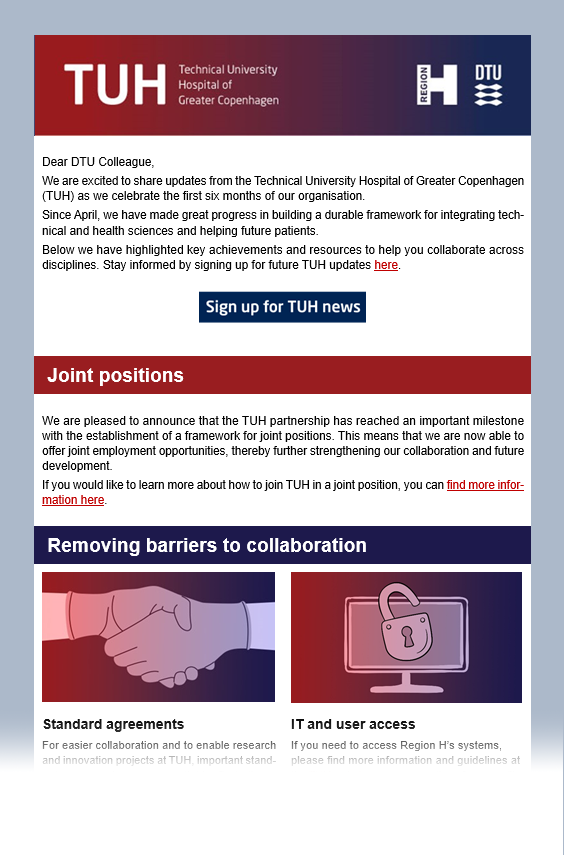 TUH
Technical University
Hospital of
Greater Copenhagen
REGION
H
DTU
Dear DTU Colleague,
We are excited to share updates from the Technical University Hospital of Greater Copenhagen
(TUH) as we celebrate the first six months of our organisation.
Since April, we have made great progress in building a durable framework for integrating tech-
nical and health sciences and helping future patients.
Below we have highlighted key achievements and resources to help you collaborate across
disciplines. Stay informed by signing up for future TUH updates here.
Sign up for TUH news
Joint positions
We are pleased to announce that the TUH partnership has reached an important milestone
with the establishment of a framework for joint positions. This means that we are now able to
offer joint employment opportunities, thereby further strengthening our collaboration and future
development.
If you would like to learn more about how to join TUH in a joint position, you can find more infor-
mation here.
Removing barriers to collaboration
Standard agreements
For easier collaboration and to enable research
and innovation projects at TUH, important stand-
IT and user access
If you need to access Region H's systems,
please find more information and guidelines at